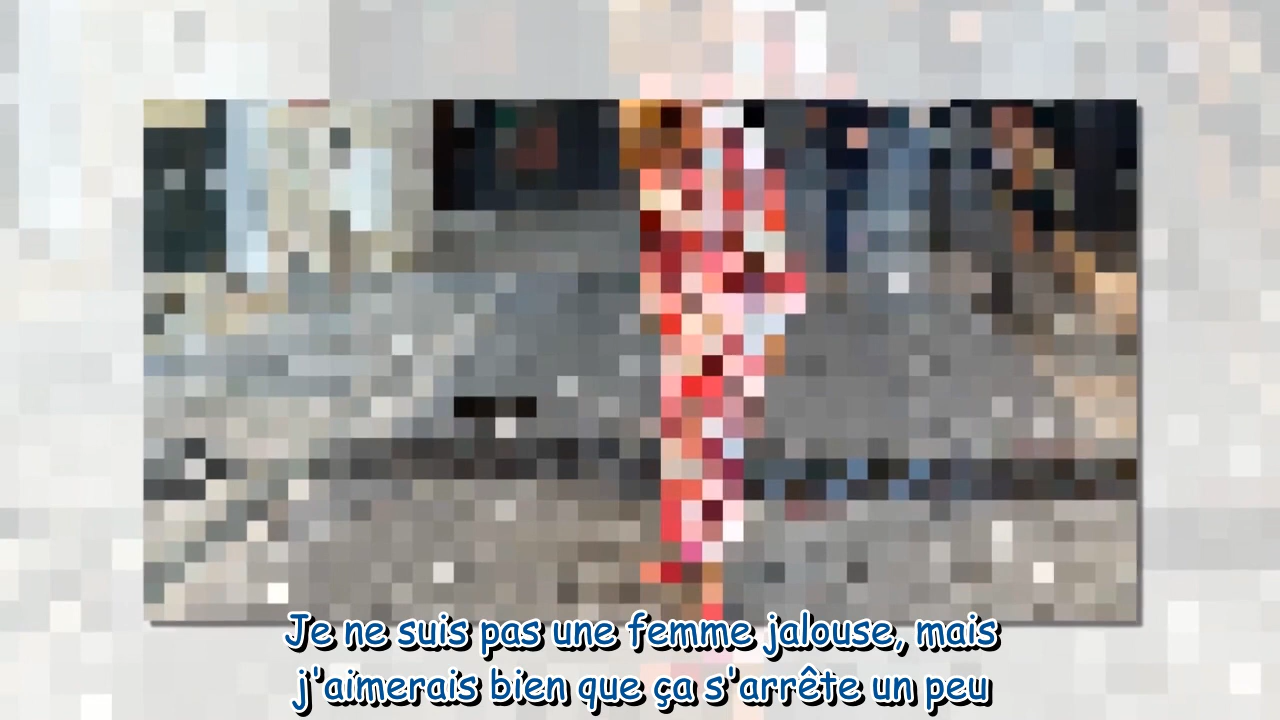 Je ne suis pas une femme jalouse, mais
j'aimerais bien que ça s'arrête un peu